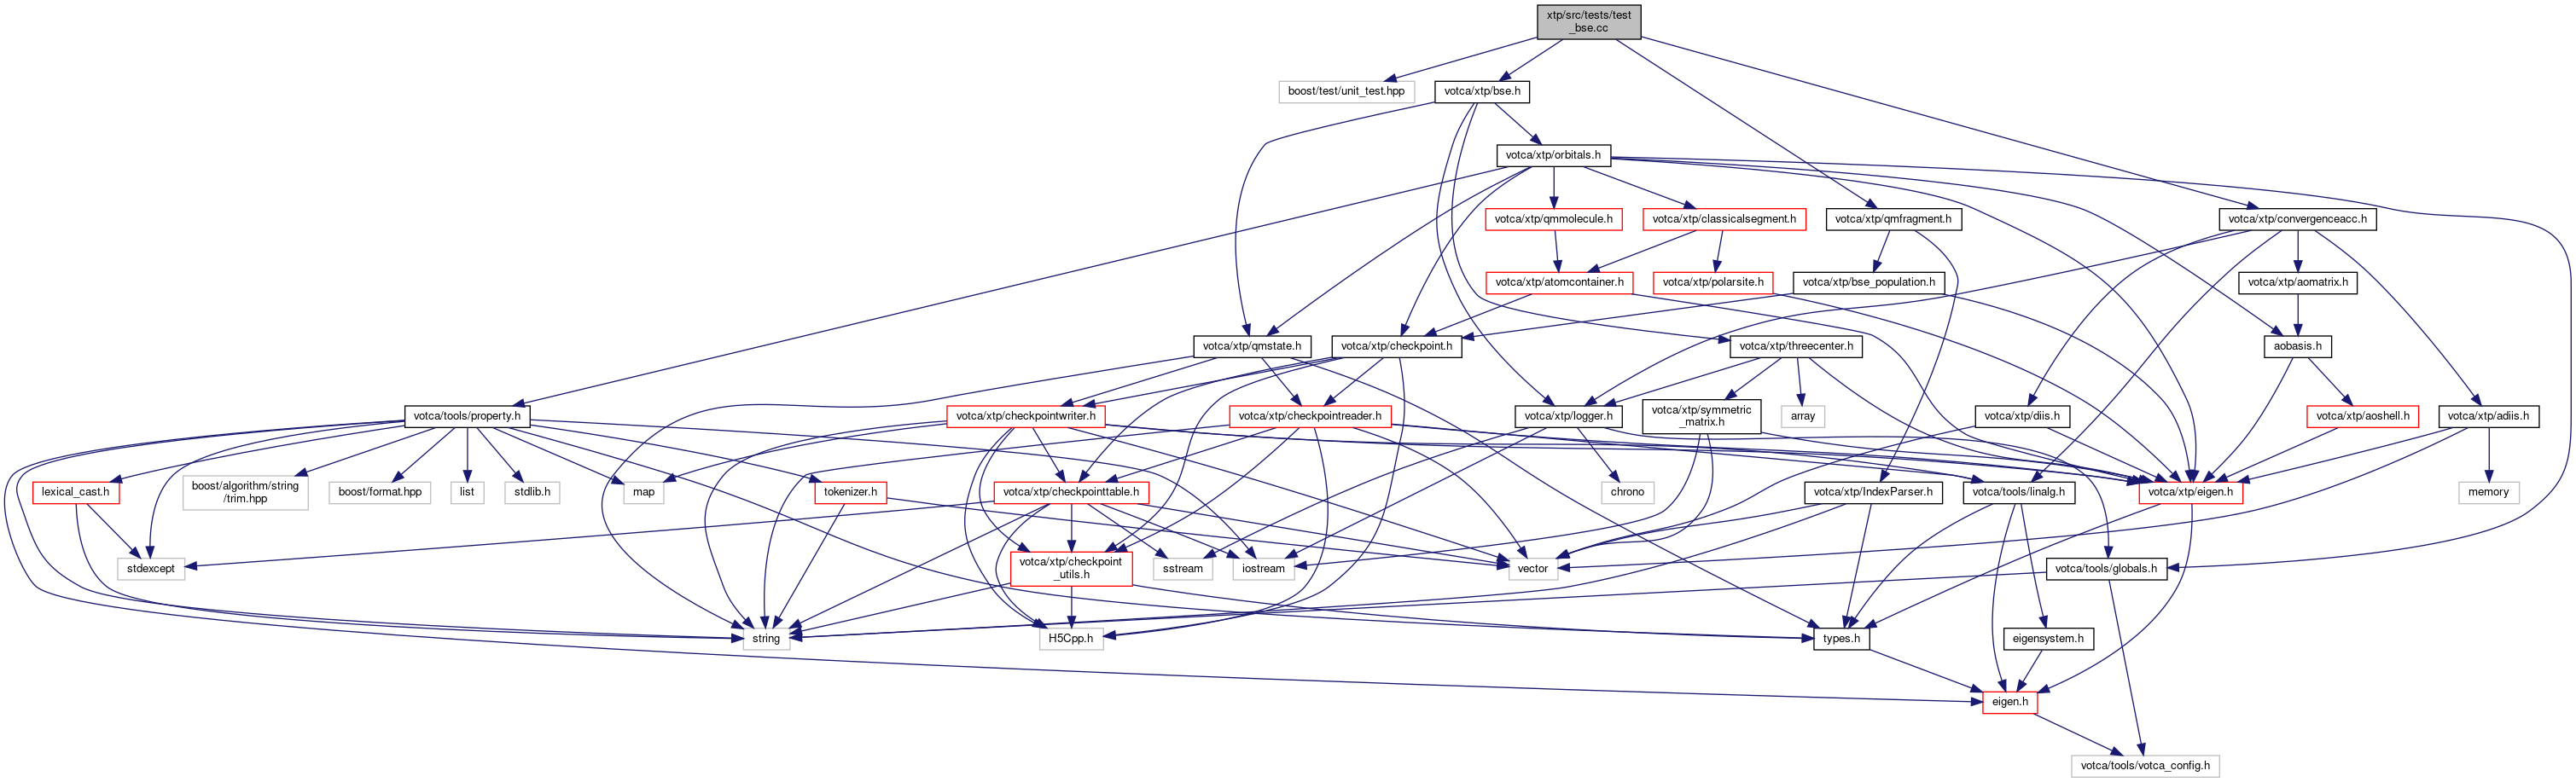 xtp/src/tests/test
_bse.cc
boost/test/unit_test.hpp
votca/xtp/bse.h
votca/xtp/orbitals.h
votca/xtp/qmmolecule.h
votca/xtp/classicalsegment.h
votca/xtp/qmfragment.h
votca/xtp/convergenceacc.h
votca/xtp/atomcontainer.h
votca/xtp/polarsite.h
votca/xtp/bse_population.h
votca/xtp/aomatrix.h
votca/xtp/qmstate.h
votca/xtp/checkpoint.h
votca/xtp/threecenter.h
aobasis.h
votca/tools/property.h
votca/xtp/checkpointwriter.h
votca/xtp/checkpointreader.h
votca/xtp/logger.h
votca/xtp/symmetric
_matrix.h
array
votca/xtp/diis.h
votca/xtp/aoshell.h
votca/xtp/adiis.h
lexical_cast.h
boost/algorithm/string
/trim.hpp
boost/format.hpp
list
stdlib.h
map
tokenizer.h
votca/xtp/checkpointtable.h
chrono
votca/xtp/IndexParser.h
votca/tools/linalg.h
votca/xtp/eigen.h
memory
stdexcept
votca/xtp/checkpoint
_utils.h
sstream
iostream
vector
votca/tools/globals.h
string
H5Cpp.h
types.h
eigensystem.h
eigen.h
votca/tools/votca_config.h